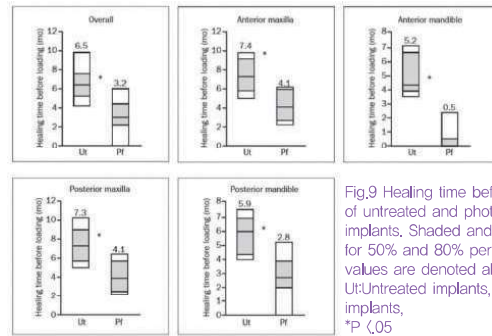 Overall
Healing time before loading (mo)
12
10
8
6
4
2
0
6.5
*
3.2
Ut Pf
Anterior maxilla
Healing time before loading (mo)
12
10
8
6
4
2
0
7.4
*
4.1
Ut Pf
Anterior mandible
Healing time before loading (mo)
8
7
6
5
4
3
2
1
0
5.2
*
0.5
Ut Pf
Posterior maxilla
Healing time before loading (mo)
12
10
8
6
4
2
0
7.3
*
4.1
Ut Pf
Posterior mandible
Healing time before loading (mo)
8
7
6
5
4
3
2
1
0
5.9
*
2.8
Ut Pf
Fig.9 Healing time bef
of untreated and phot
implants. Shaded and
for 50% and 80% per
values are denoted al
Ut:Untreated implants,
implants,
*P 〈.05